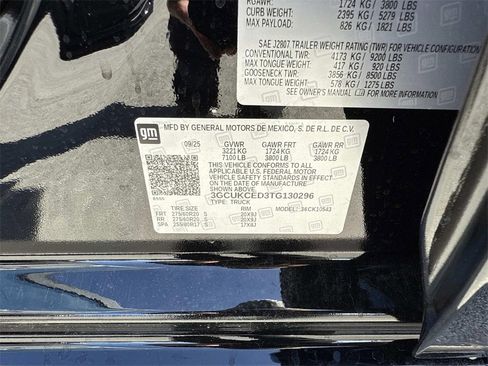 GAWR RR: 1724 KG / 3800 LBS
CURB WEIGHT: 2395 KG / 5279 LBS
MAX PAYLOAD: 826 KG / 1821 LBS
SAE J2807 TRAILER WEIGHT RATING (TWR) FOR VEHICLE CONFIGURATION
CONVENTIONAL TWR: 4173 KG / 9200 LBS
MAX TONGUE WEIGHT: 417 KG / 920 LBS
GOOSENECK TWR: 3856 KG / 8500 LBS
MAX TONGUE WEIGHT: 578 KG / 1275 LBS
SEE OWNER'S MANUAL FOR MORE INFORMATION
gm
MFD BY GENERAL MOTORS DE MEXICO, S. DE R.L. DE C.V.
09/25 GVWR GAWR FRT GAWR RR
3221 KG 1724 KG 1724 KG
7100 LB 3800 LB 3800 LB
THIS VEHICLE CONFORMS TO ALL APPLICABLE
U.S. FEDERAL MOTOR VEHICLE SAFETY STANDARDS
IN EFFECT ON THE DATE OF MANUFACTURE SHOWN ABOVE.
3GCUKCED3TG130296
TYPE: TRUCK
TIRE SIZE RIM MODEL:
FRT 275/60R20 S 20X9J
RR 275/60R20 S 20X9J
SPA 255/80R17 S 17X8J